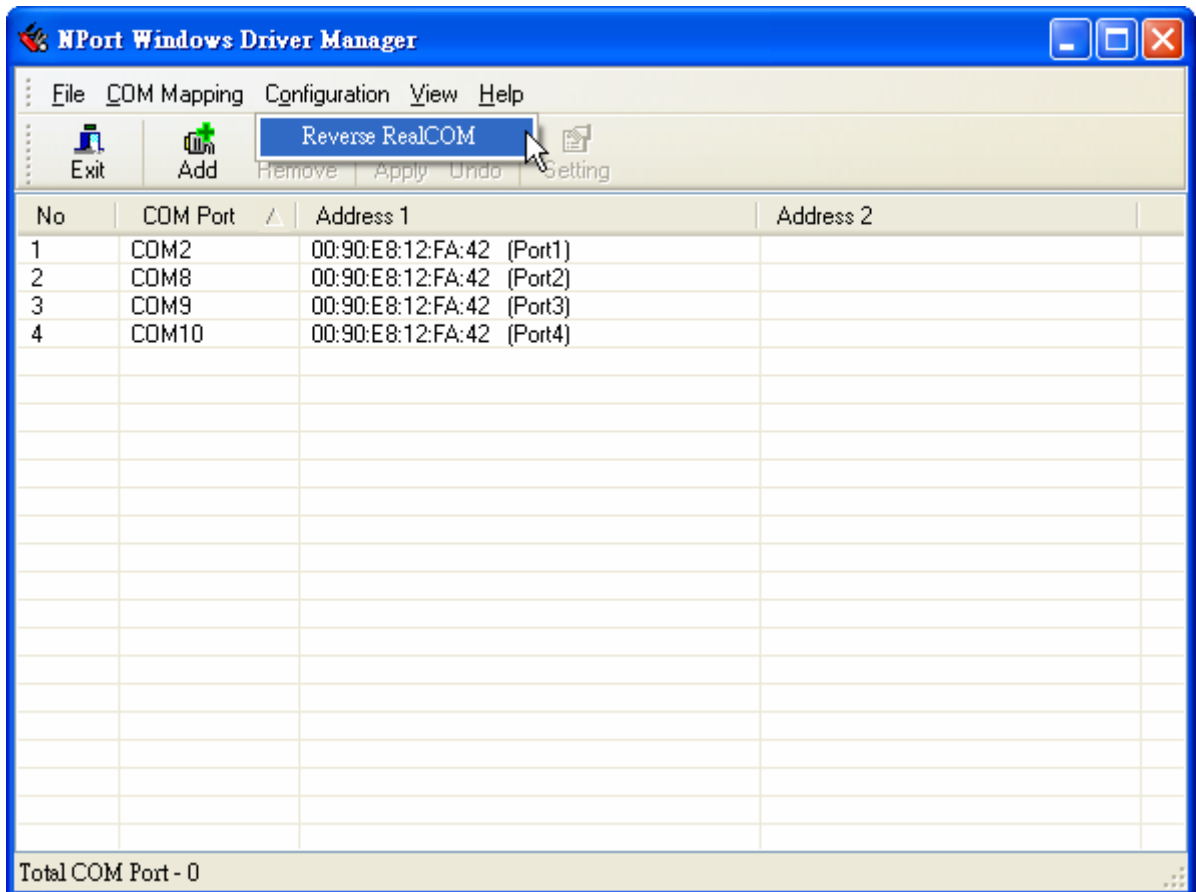 NPort Windows Driver Manager
File COM Mapping Configuration View Help
Reverse RealCOM
Exit Add Remove Apply Undo Setting
No COM Port Address 1 Address 2
1 COM2 00:90:E8:12:FA:42 (Port1)
2 COM8 00:90:E8:12:FA:42 (Port2)
3 COM9 00:90:E8:12:FA:42 (Port3)
4 COM10 00:90:E8:12:FA:42 (Port4)
Total COM Port - 0